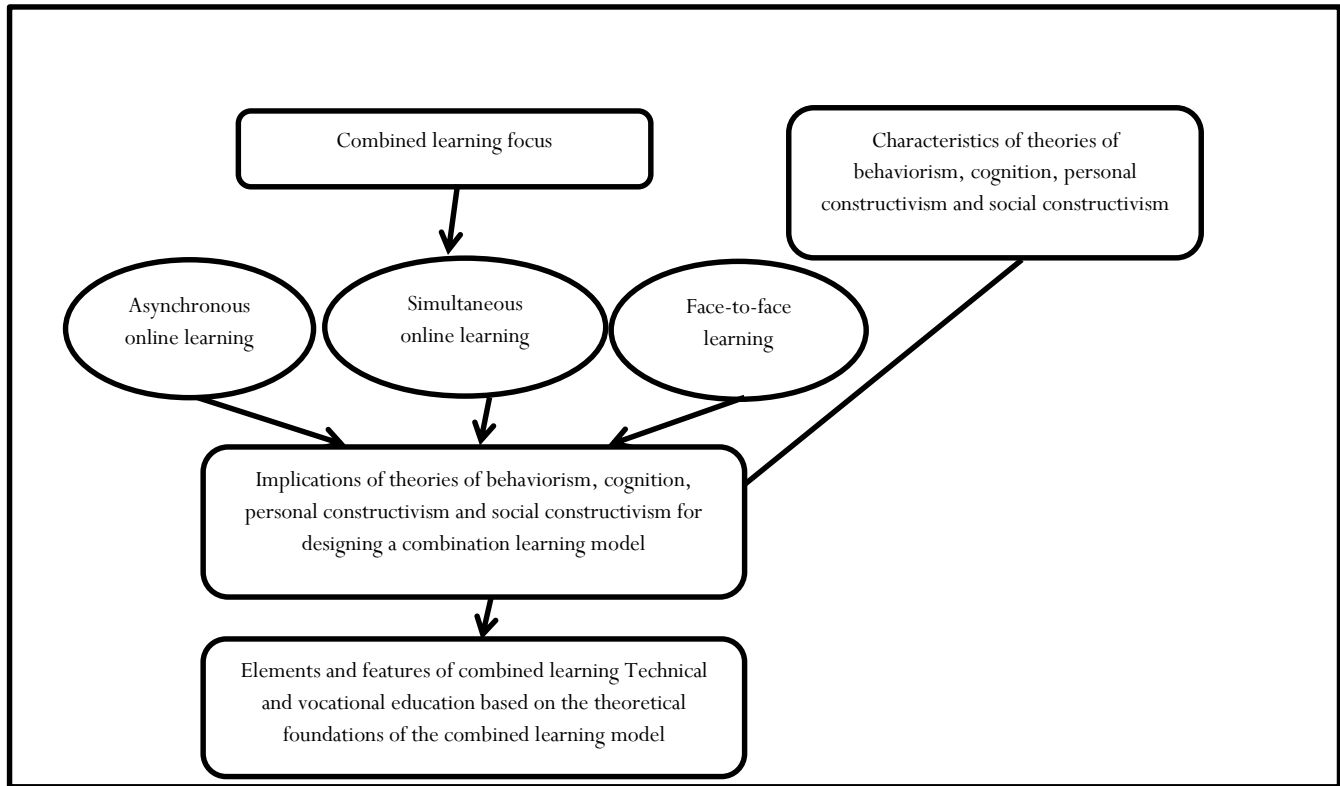 Combined learning focus
Characteristics of theories of
behaviorism, cognition, personal
constructivism and social constructivism
Asynchronous
online learning
Simultaneous
online learning
Face-to-face
learning
Implications of theories of behaviorism, cognition,
personal constructivism and social constructivism for
designing a combination learning model
Elements and features of combined learning Technical
and vocational education based on the theoretical
foundations of the combined learning model